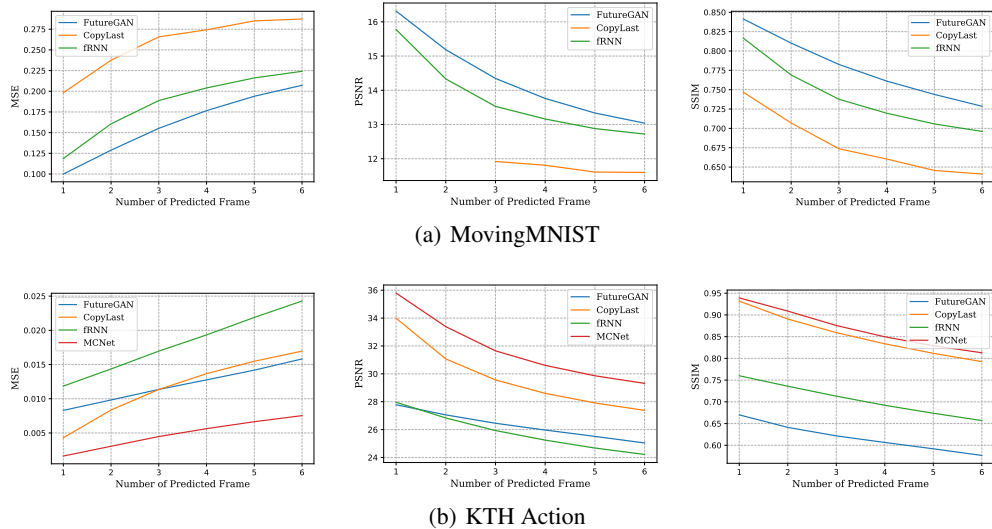 FutureGAN
CopyLast
fRNN
MSE
0.275
0.250
0.225
0.200
0.175
0.150
0.125
0.100
1 2 3 4 5 6
Number of Predicted Frame
FutureGAN
CopyLast
fRNN
PSNR
16
15
14
13
12
1 2 3 4 5 6
Number of Predicted Frame
FutureGAN
CopyLast
fRNN
SSIM
0.850
0.825
0.800
0.775
0.750
0.725
0.700
0.675
0.650
1 2 3 4 5 6
Number of Predicted Frame
(a) MovingMNIST
FutureGAN
CopyLast
fRNN
MCNet
MSE
0.025
0.020
0.015
0.010
0.005
1 2 3 4 5 6
Number of Predicted Frame
FutureGAN
CopyLast
fRNN
MCNet
PSNR
36
34
32
30
28
26
24
1 2 3 4 5 6
Number of Predicted Frame
FutureGAN
CopyLast
fRNN
MCNet
SSIM
0.95
0.90
0.85
0.80
0.75
0.70
0.65
0.60
1 2 3 4 5 6
Number of Predicted Frame
(b) KTH Action